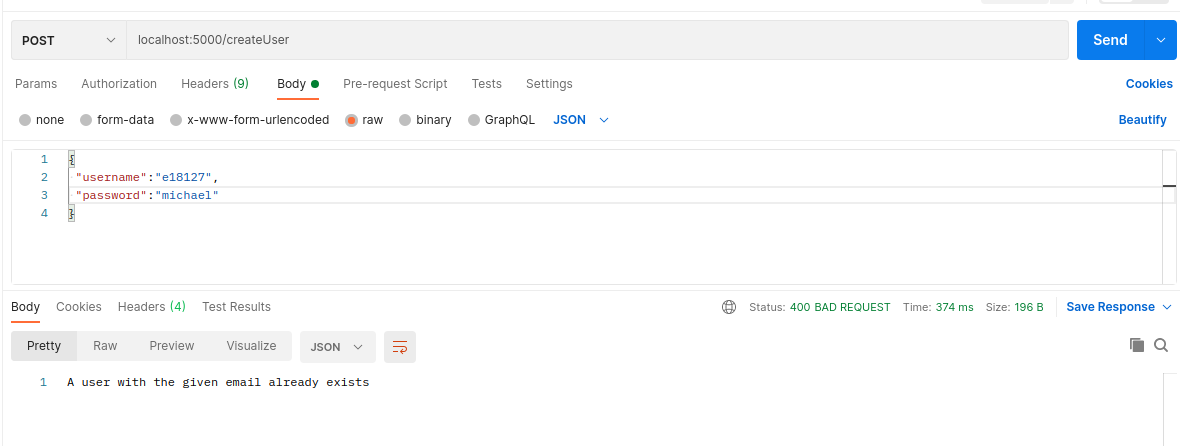 POST localhost:5000/createUser Send
Params Authorization Headers (9) Body Pre-request Script Tests Settings Cookies
none form-data x-www-form-urlencoded raw binary GraphQL JSON Beautify
1 {
2 "username":"e18127",
3 "password":"michael"
4 }
Body Cookies Headers (4) Test Results Status: 400 BAD REQUEST Time: 374 ms Size: 196 B Save Response
Pretty Raw Preview Visualize JSON
1 A user with the given email already exists